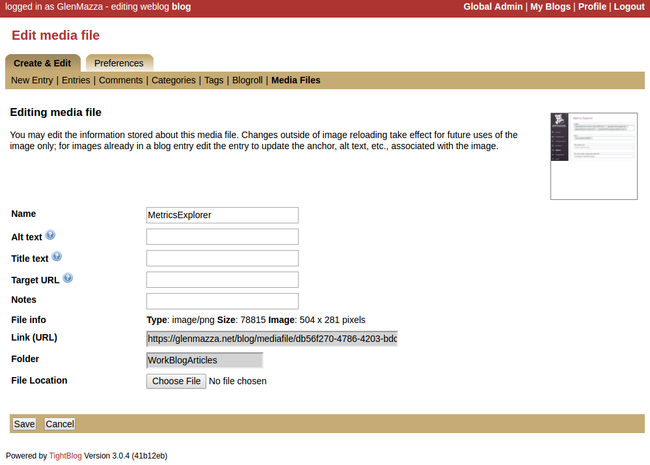 logged in as GlenMazza - editing weblog blog
Global Admin | My Blogs | Profile | Logout
Edit media file
Create & Edit
Preferences
New Entry | Entries | Comments | Categories | Tags | Blogroll | Media Files
Editing media file
You may edit the information stored about this media file. Changes outside of image reloading take effect for future uses of the
image only; for images already in a blog entry edit the entry to update the anchor, alt text, etc., associated with the image.
Name MetricsExplorer
Alt text
Title text
Target URL
Notes
File info Type: image/png Size: 78815 Image: 504 x 281 pixels
Link (URL) https://glenmazza.net/blog/mediafile/db56f270-4786-4203-bdc
Folder WorkBlogArticles
File Location Choose File No file chosen
Save Cancel
Powered by TightBlog Version 3.0.4 (41b12eb)